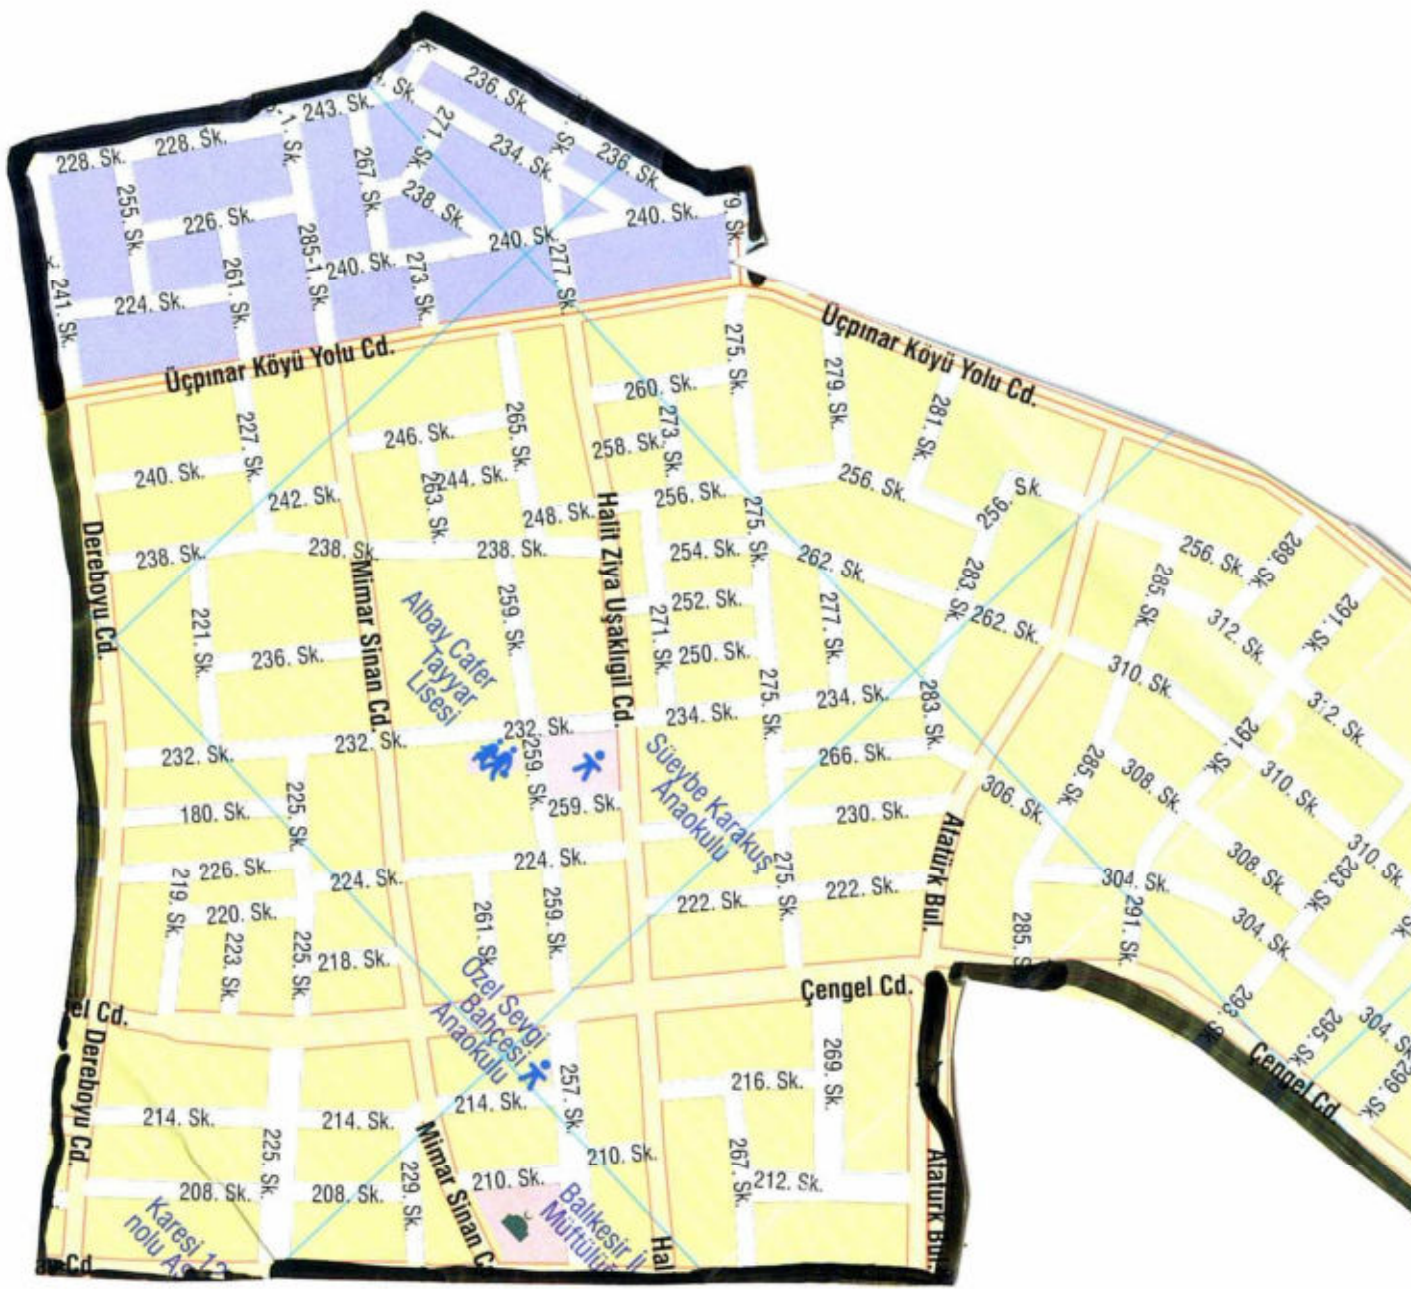 236. Sk.
243. Sk.
228. Sk.
228. Sk.
271. Sk.
234. Sk.
236. Sk.
267. Sk.
255. Sk.
226. Sk.
238. Sk.
240. Sk.
240. Sk.
240. Sk.
285-1. Sk.
261. Sk.
273. Sk.
277. Sk.
241. Sk.
224. Sk.
Üçpınar Köyü Yolu Cd.
Üçpınar Köyü Yolu Cd.
275. Sk.
279. Sk.
281. Sk.
260. Sk.
273. Sk.
258. Sk.
265. Sk.
246. Sk.
244. Sk.
263. Sk.
227. Sk.
240. Sk.
242. Sk.
248. Sk.
256. Sk.
256. Sk.
256. Sk.
256. Sk.
289. Sk.
Halit Ziya Uşaklıgil Cd.
275. Sk.
254. Sk.
262. Sk.
262. Sk.
283. Sk.
285. Sk.
291. Sk.
312. Sk.
312. Sk.
Dereboyu Cd.
238. Sk.
238. Sk.
238. Sk.
Mimar Sinan Cd.
259. Sk.
252. Sk.
271. Sk.
277. Sk.
250. Sk.
221. Sk.
236. Sk.
Albay Cafer
Tayyar
Lisesi
310. Sk.
310. Sk.
310. Sk.
275. Sk.
234. Sk.
234. Sk.
283. Sk.
232. Sk.
232. Sk.
232. Sk.
259. Sk.
259. Sk.
Süeybe Karakuş
Anaokulu
266. Sk.
306. Sk.
285. Sk.
291. Sk.
308. Sk.
308. Sk.
225. Sk.
180. Sk.
230. Sk.
Atatürk Bul.
226. Sk.
224. Sk.
224. Sk.
219. Sk.
220. Sk.
223. Sk.
225. Sk.
218. Sk.
261. Sk.
259. Sk.
222. Sk.
222. Sk.
275. Sk.
304. Sk.
304. Sk.
304. Sk
293. Sk.
285. S
291. Sk.
293. S
295. Sk
299. Sk.
Çengel Cd.
Çengel Cd.
el Cd.
Dereboyu Cd.
Özel Sevgi
Bahçesi
Anaokulu
257. Sk.
269. Sk.
216. Sk.
214. Sk.
214. Sk.
214. Sk.
225. Sk.
229. Sk.
Mimar Sinan C
210. Sk.
210. Sk.
267. Sk.
212. Sk.
208. Sk.
208. Sk.
Karesi 12
nolu
Balıkesir İl
Müftülü
Hal
Atatürk Bul.
Cd